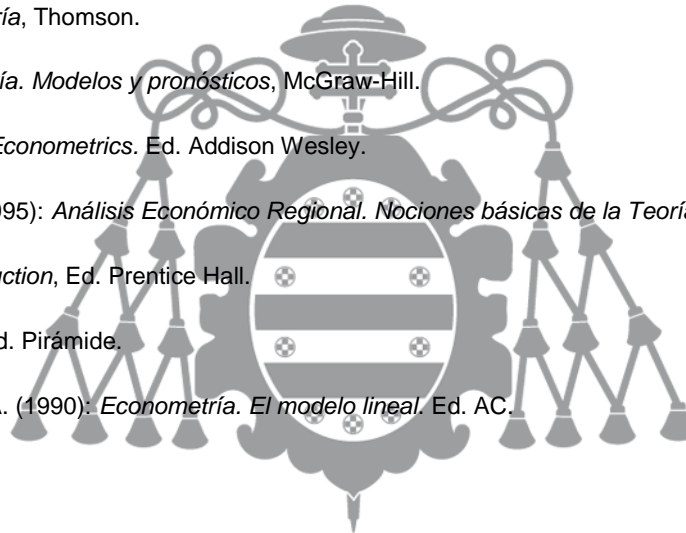 ría, Thomson.
ía. Modelos y pronósticos, McGraw-Hill.
Econometrics. Ed. Addison Wesley.
995): Análisis Económico Regional. Nociones básicas de la Teoría
uction, Ed. Prentice Hall.
d. Pirámide.
A. (1990): Econometría. El modelo lineal. Ed. AC.